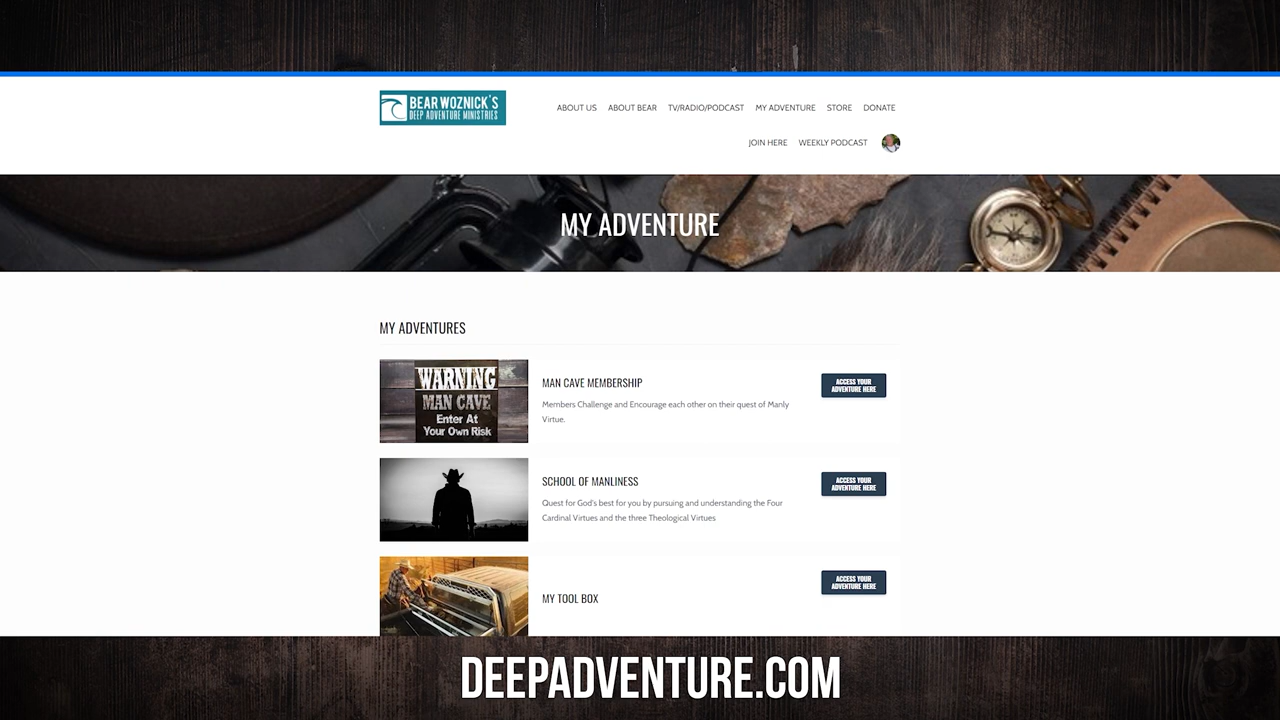 BEAR WOZNICK'S
DEEP ADVENTURE MINISTRIES
ABOUT US ABOUT BEAR TV/RADIO/PODCAST MY ADVENTURE STORE DONATE
JOIN HERE WEEKLY PODCAST
MY ADVENTURE
MY ADVENTURES
WARNING
MAN CAVE
Enter At
Your Own Risk
MAN CAVE MEMBERSHIP
Members Challenge and Encourage each other on their quest of Manly
Virtue.
ACCESS YOUR
ADVENTURE HERE
SCHOOL OF MANLINESS
Quest for God's best for you by pursuing and understanding the Four
Cardinal Virtues and the three Theological Virtues
ACCESS YOUR
ADVENTURE HERE
MY TOOL BOX
ACCESS YOUR
ADVENTURE HERE
DEEPADVENTURE.COM